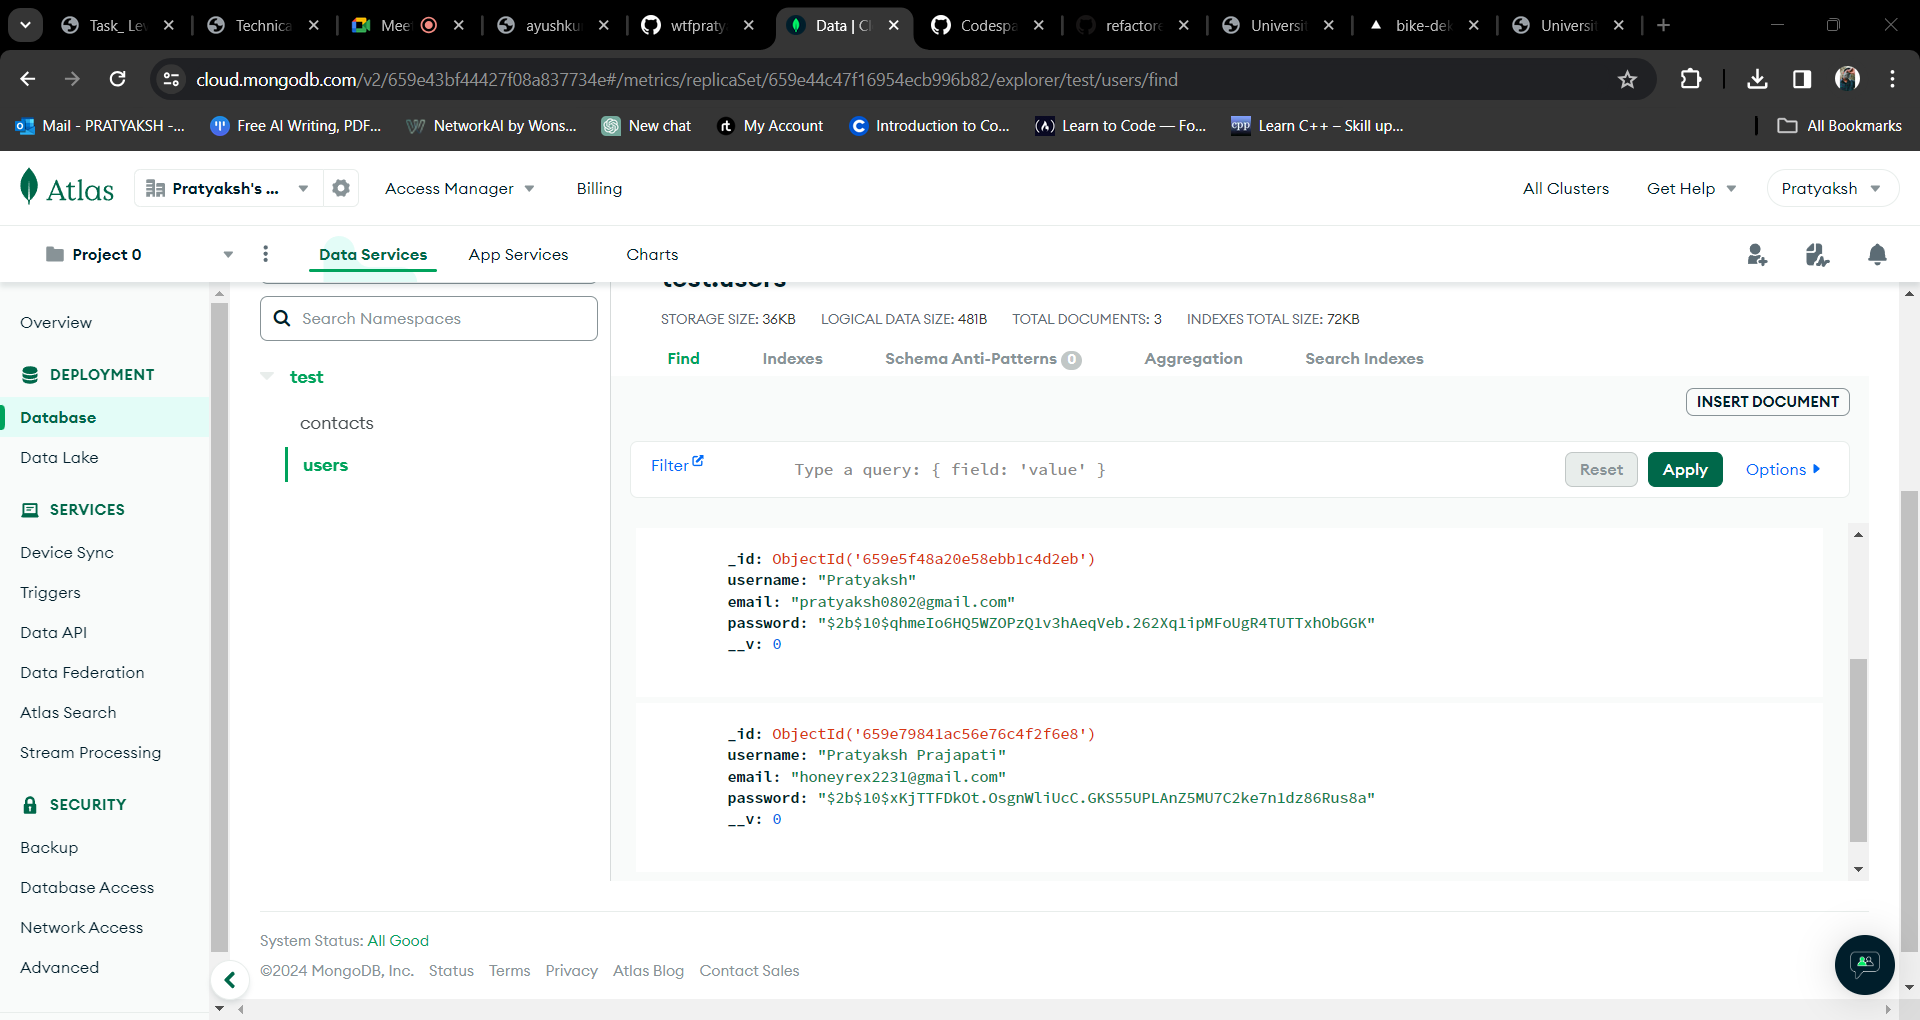 Task_ Le
Technica
Mee
ayushku
wtfpraty
Data | Cl
Codespa
refactore
Universit
bike-dek
Universit
cloud.mongodb.com/v2/659e43bf44427f08a837734e#/metrics/replicaSet/659e44c47f16954ecb996b82/explorer/test/users/find
Mail - PRATYAKSH -...
Free AI Writing, PDF...
NetworkAI by Wons...
New chat
My Account
Introduction to Co...
Learn to Code — Fo...
Learn C++ – Skill up...
All Bookmarks
Atlas
Pratyaksh's ...
Access Manager
Billing
All Clusters
Get Help
Pratyaksh
Project 0
Data Services
App Services
Charts
Overview
DEPLOYMENT
Database
Data Lake
SERVICES
Device Sync
Triggers
Data API
Data Federation
Atlas Search
Stream Processing
SECURITY
Backup
Database Access
Network Access
Advanced
Search Namespaces
test
contacts
users
test.users
STORAGE SIZE: 36KB LOGICAL DATA SIZE: 481B TOTAL DOCUMENTS: 3 INDEXES TOTAL SIZE: 72KB
Find Indexes Schema Anti-Patterns 0 Aggregation Search Indexes
INSERT DOCUMENT
Filter Type a query: { field: 'value' } Reset Apply Options
_id: ObjectId('659e5f48a20e58ebb1c4d2eb')
username: "Pratyaksh"
email: "pratyaksh0802@gmail.com"
password: "$2b$10$qhmeIo6HQ5WZOPzQ1v3hAeqVeb.262Xq1ipMFoUgR4TUTTxhObGGK"
__v: 0
_id: ObjectId('659e79841ac56e76c4f2f6e8')
username: "Pratyaksh Prajapati"
email: "honeyrex2231@gmail.com"
password: "$2b$10$xKjTTFDkOt.OsgnWliUcC.GKS55UPLAnZ5MU7C2ke7n1dz86Rus8a"
__v: 0
System Status: All Good
©2024 MongoDB, Inc. Status Terms Privacy Atlas Blog Contact Sales